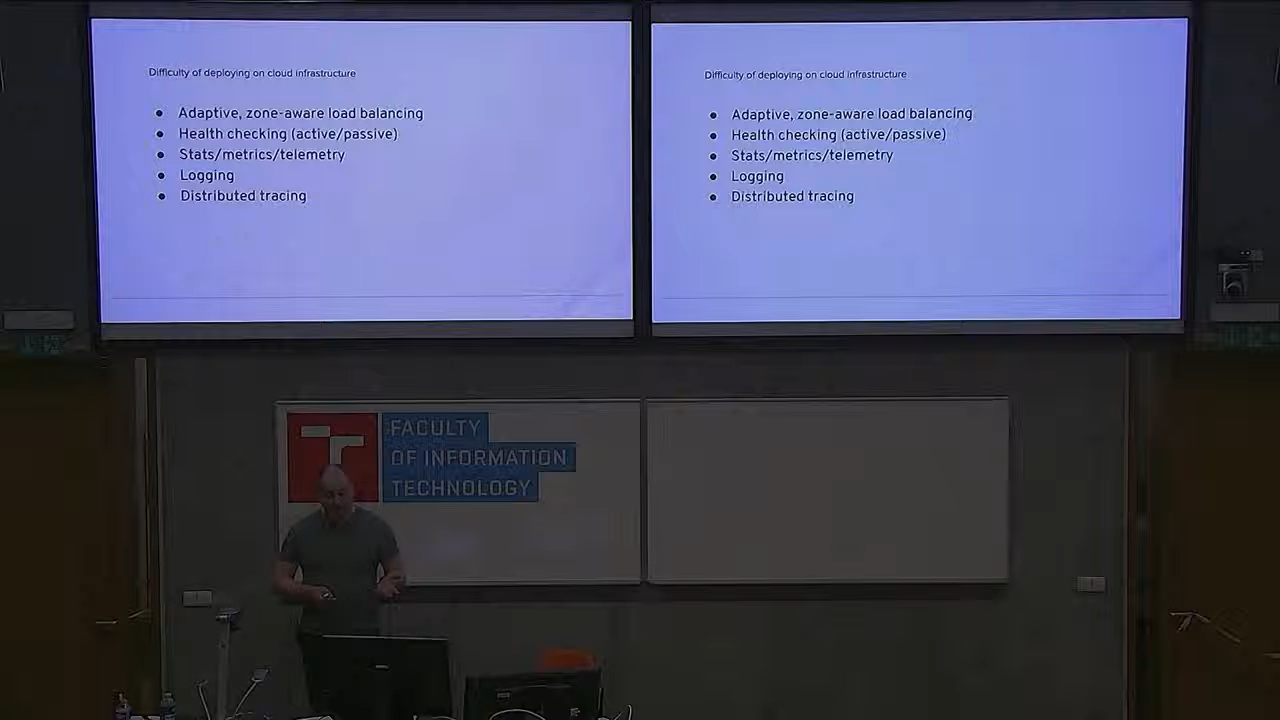 Difficulty of deploying on cloud infrastructure
● Adaptive, zone-aware load balancing
● Health checking (active/passive)
● Stats/metrics/telemetry
● Logging
● Distributed tracing
Difficulty of deploying on cloud infrastructure
● Adaptive, zone-aware load balancing
● Health checking (active/passive)
● Stats/metrics/telemetry
● Logging
● Distributed tracing
FACULTY
OF INFORMATION
TECHNOLOGY